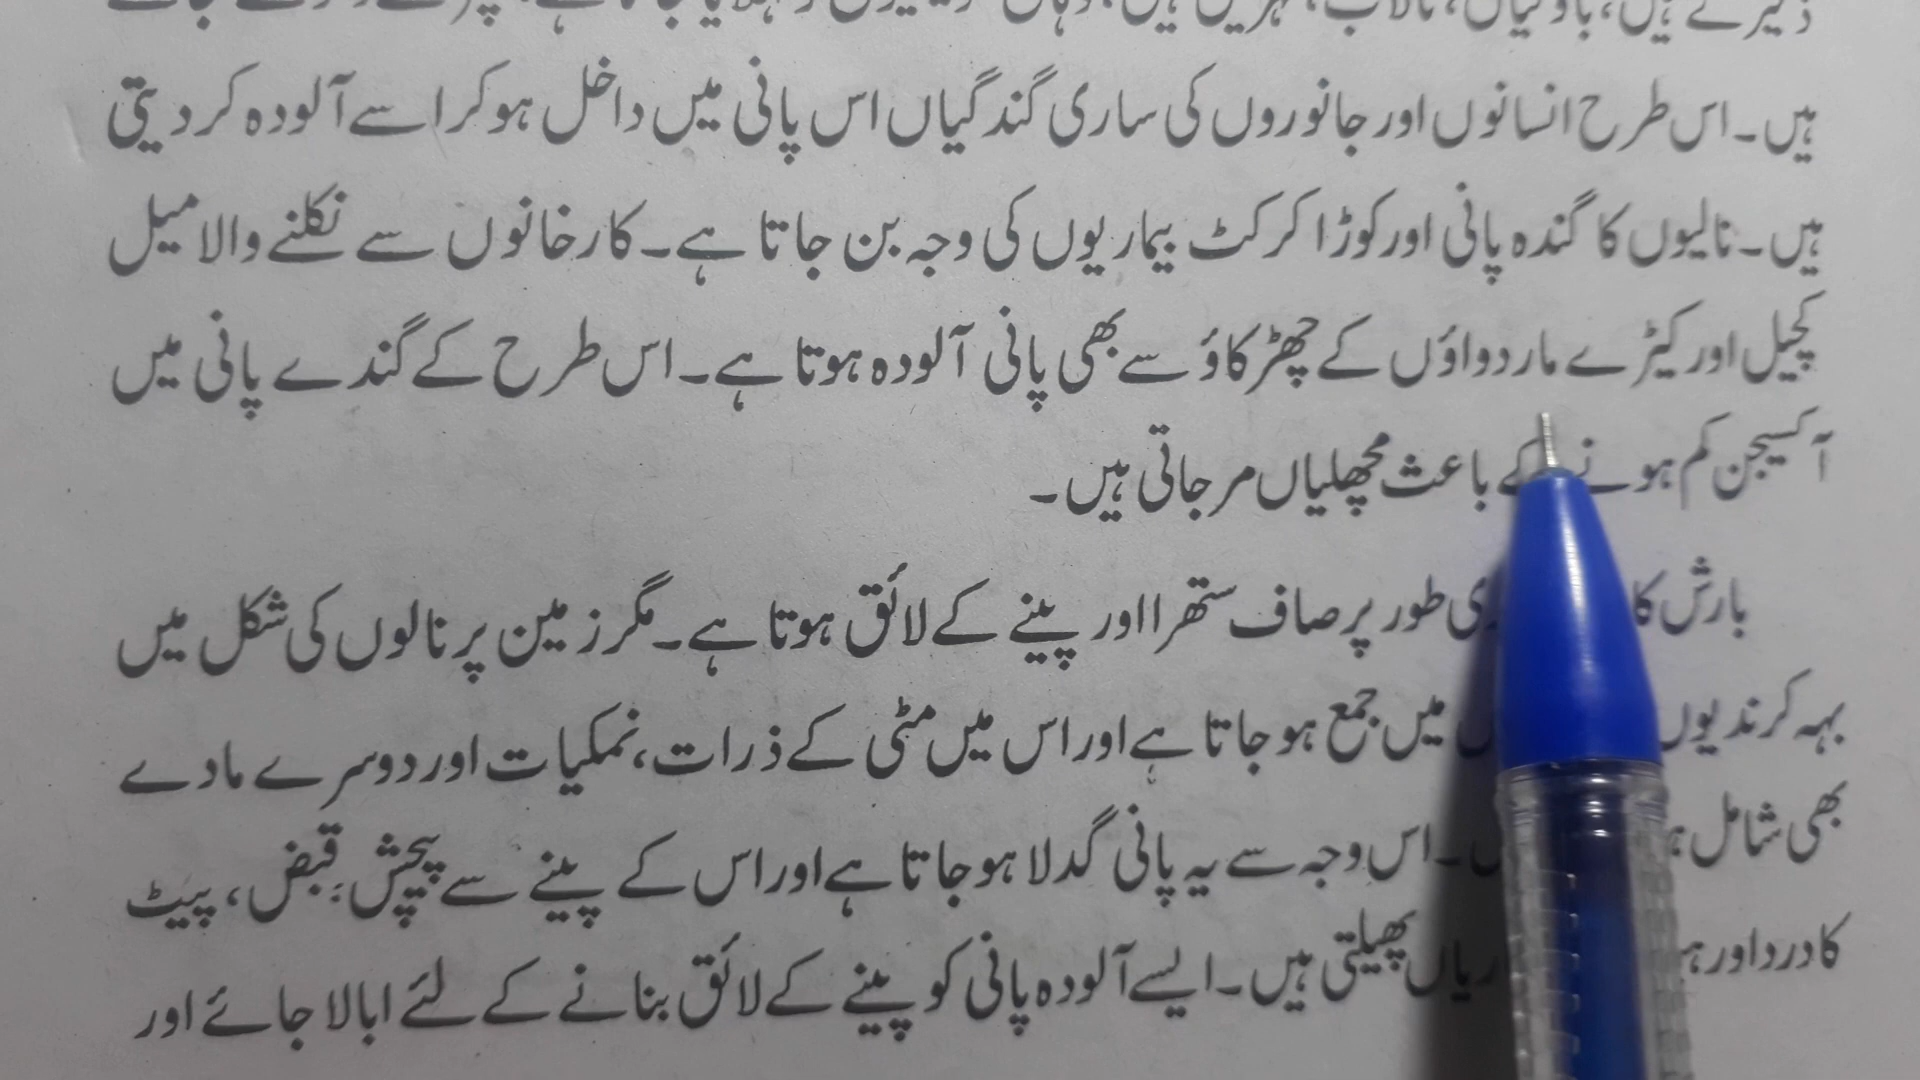 ہیں۔ اس طرح انسانوں اور جانوروں کی ساری گندگیاں اس پانی میں داخل ہوکر اسے آلودہ کر دیتی
ہیں۔ نالیوں کا گندہ پانی اور کوڑا کرکٹ بیماریوں کی وجہ بن جاتا ہے۔ کارخانوں سے نکلنے والا میل
کچیل اور کیڑے مار دواؤں کے چھڑکاؤ سے بھی پانی آلودہ ہوتا ہے۔ اس طرح کے گندے پانی میں
آکسیجن کم ہونے کے باعث مچھلیاں مرجاتی ہیں۔
بارش کا طور پر صاف ستھرا اور پینے کے لائق ہوتا ہے۔ مگر زمین پر نالوں کی شکل میں
بہہ کر ندیوں میں جمع ہو جاتا ہے اور اس میں مٹی کے ذرات، نمکیات اور دوسرے مادے
بھی شامل ۔ اس وجہ سے یہ پانی گدلا ہو جاتا ہے اور اس کے پینے سے پیچش، قبض، پیٹ
کا درد اور پھیلتی ہیں۔ ایسے آلودہ پانی کو پینے کے لائق بنانے کے لئے ابالا جائے اور